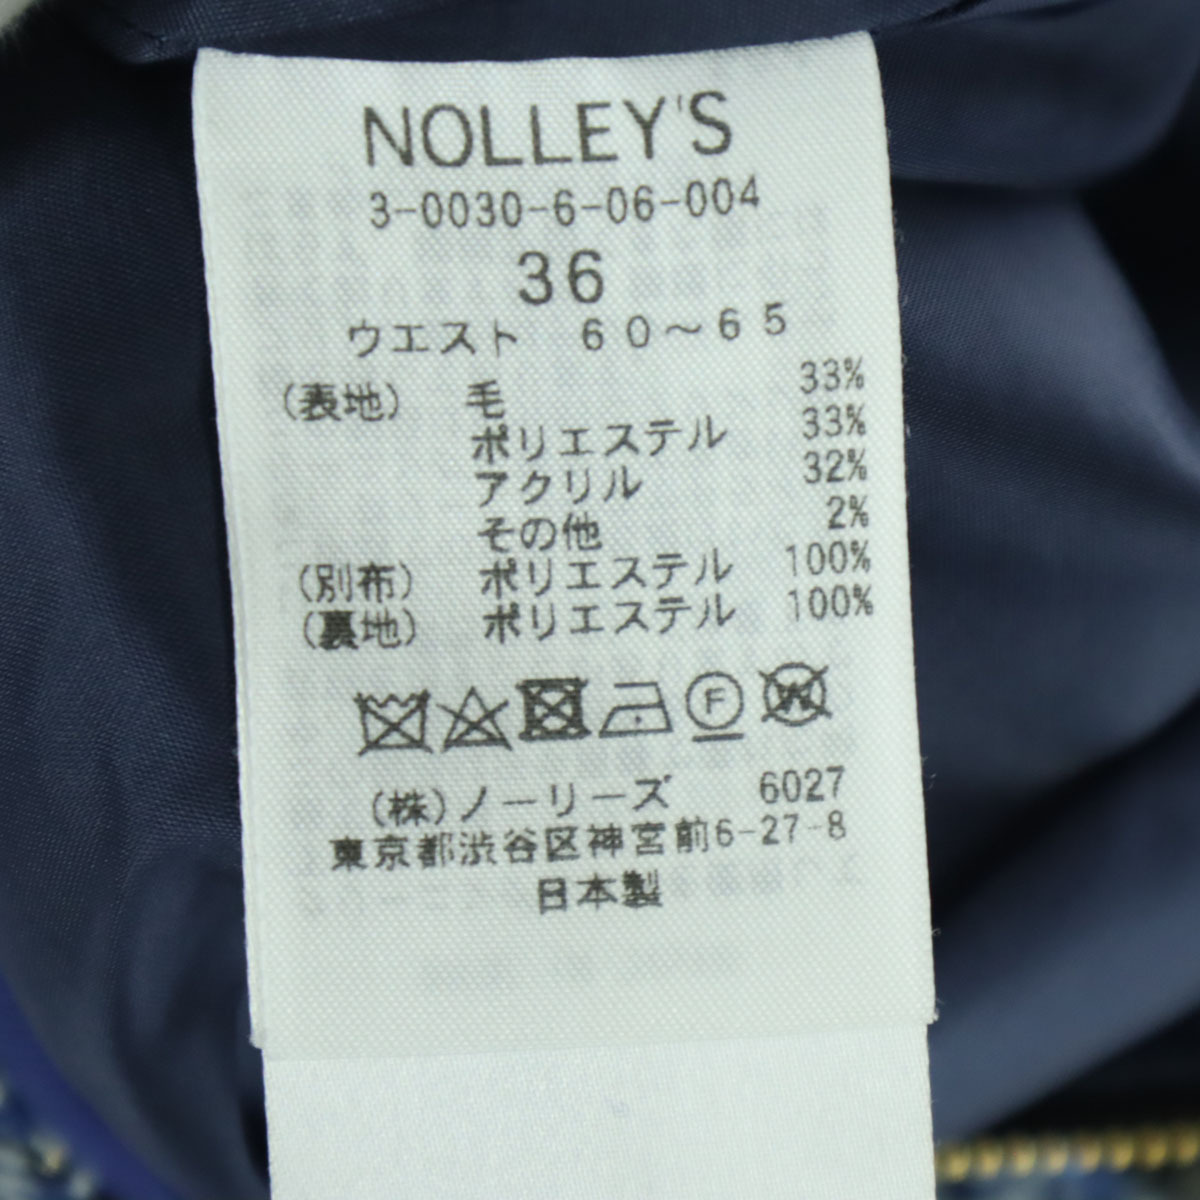 NOLLEY'S
3-0030-6-06-004
36
ウエスト 60～65
(表地) 毛 33%
ポリエステル 33%
アクリル 32%
その他 2%
(別布) ポリエステル 100%
(裏地) ポリエステル 100%
F W
(株)ノーリーズ 6027
東京都渋谷区神宮前6-27-8
日本製